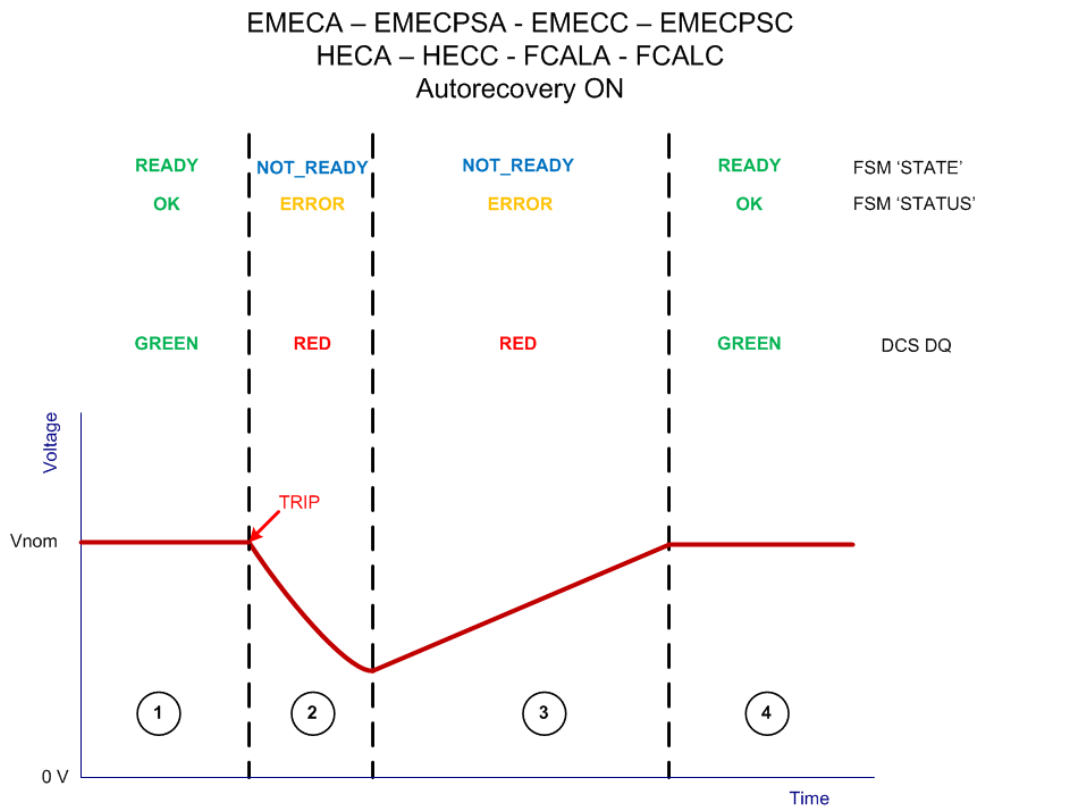 EMECA – EMECPSA - EMECC – EMECPSC
HECA – HECC - FCALA - FCALC
Autorecovery ON
READY NOT_READY NOT_READY READY FSM ‘STATE’
OK ERROR ERROR OK FSM ‘STATUS’
GREEN RED RED GREEN DCS DQ
Voltage
TRIP
Vnom
1 2 3 4
0 V
Time